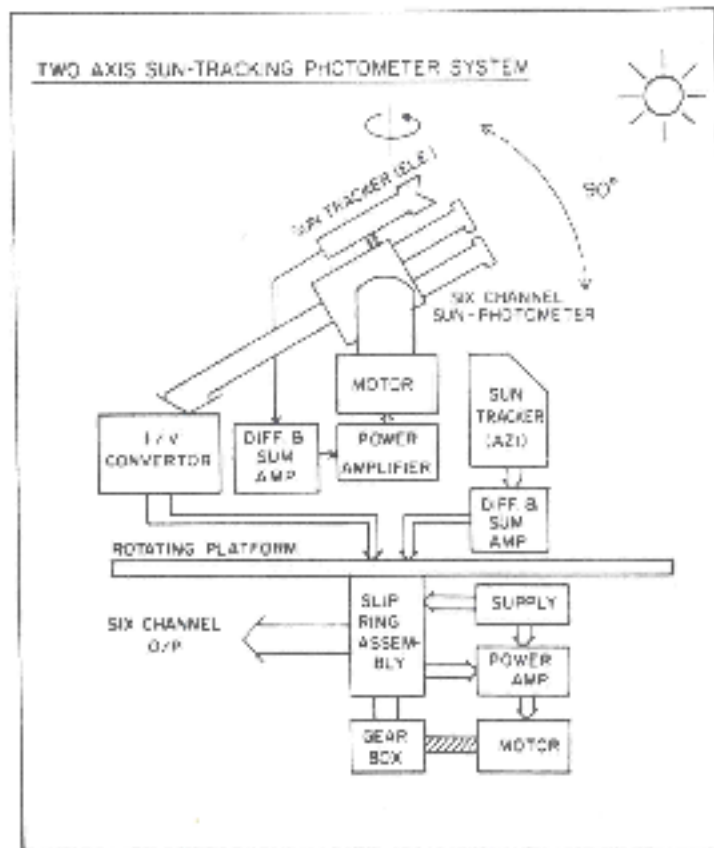 TWO AXIS SUN-TRACKING PHOTOMETER SYSTEM
90°
SUN TRACKER (ELE.)
SIX CHANNEL
SUN-PHOTOMETER
MOTOR
SUN
TRACKER
(AZI)
I/V
CONVERTOR
DIFF. &
SUM
AMP
POWER
AMPLIFIER
DIFF. &
SUM
AMP
ROTATING PLATFORM
SLIP
RING
ASSEM-
BLY
SUPPLY
SIX CHANNEL
O/P
POWER
AMP
GEAR
BOX
MOTOR